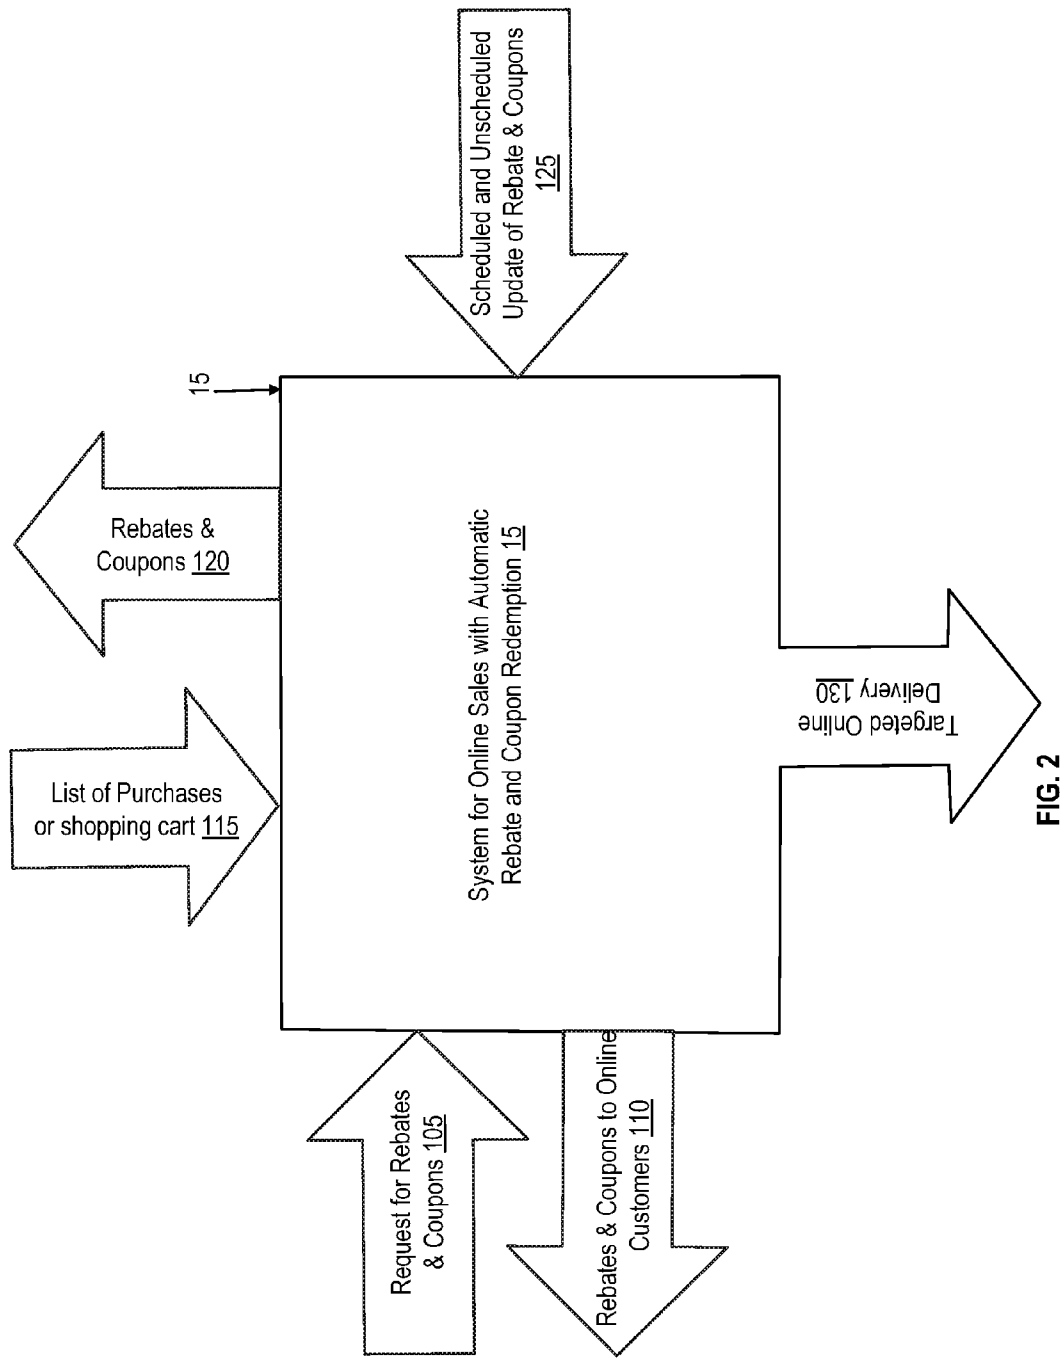 Scheduled and Unscheduled
Update of Rebate & Coupons
125
15
Rebates &
Coupons 120
List of Purchases
or shopping cart 115
System for Online Sales with Automatic
Rebate and Coupon Redemption 15
Request for Rebates
& Coupons 105
Rebates & Coupons to Online
Customers 110
Targeted Online
Delivery 130
FIG. 2